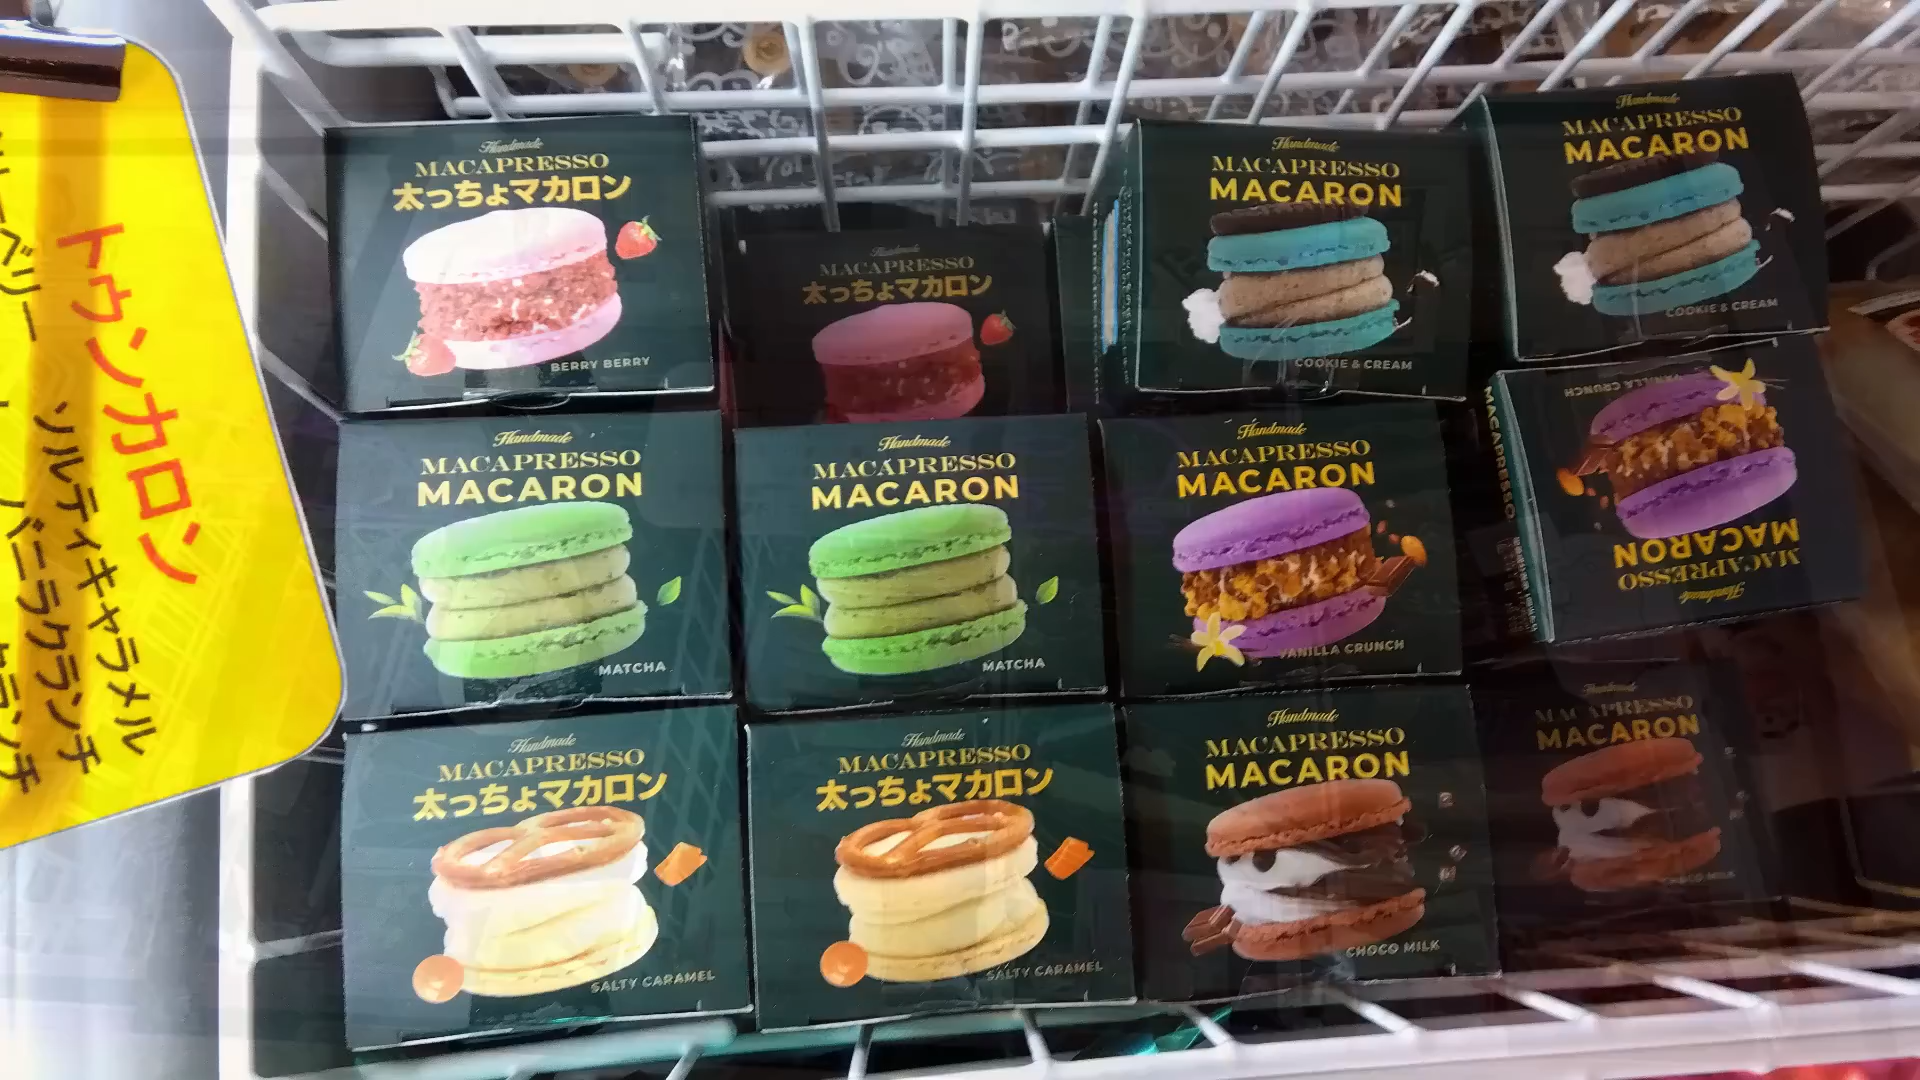 トゥンカロン
ソルティキャラメル
バニラクランチ
Handmade
MACAPRESSO
太っちょマカロン
BERRY BERRY
Handmade
MACAPRESSO
太っちょマカロン
Handmade
MACAPRESSO
MACARON
COOKIE & CREAM
Handmade
MACAPRESSO
MACARON
COOKIE & CREAM
Handmade
MACAPRESSO
MACARON
MATCHA
Handmade
MACAPRESSO
MACARON
MATCHA
Handmade
MACAPRESSO
MACARON
VANILLA CRUNCH
MACAPRESSO
Handmade
MACAPRESSO
MACARON
VANILLA CRUNCH
Handmade
MACAPRESSO
太っちょマカロン
SALTY CARAMEL
Handmade
MACAPRESSO
太っちょマカロン
SALTY CARAMEL
Handmade
MACAPRESSO
MACARON
CHOCO MILK
Handmade
MACAPRESSO
MACARON
CHOCO MILK